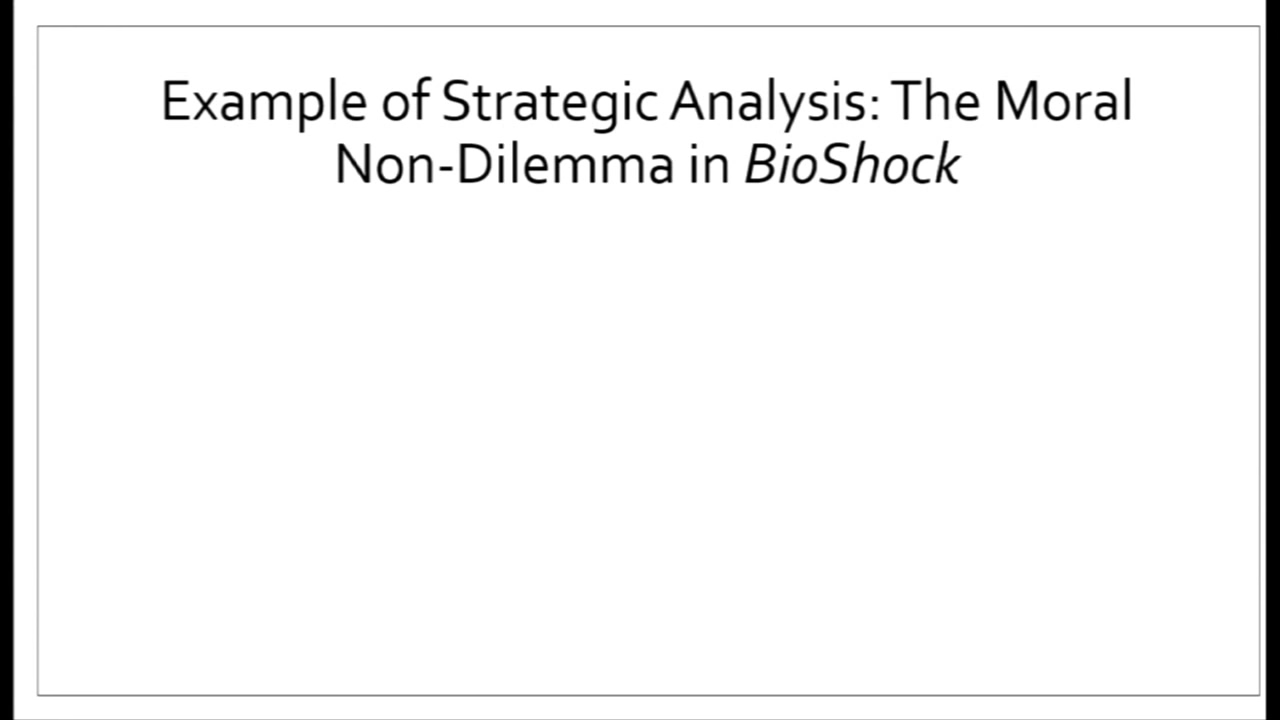 Example of Strategic Analysis: The Moral
Non-Dilemma in BioShock